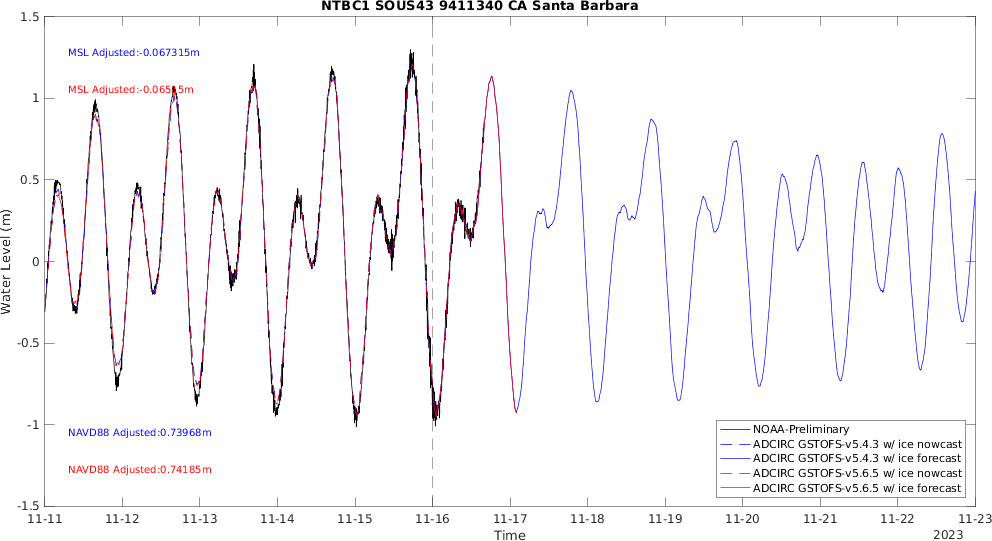 NTBC1 SOUS43 9411340 CA Santa Barbara
1.5
1
0.5
0
-0.5
-1
-1.5
Water Level (m)
MSL Adjusted:-0.067315m
MSL Adjusted:-0.06515m
NAVD88 Adjusted:0.73968m
NAVD88 Adjusted:0.74185m
NOAA-Preliminary
ADCIRC GSTOFS-v5.4.3 w/ ice nowcast
ADCIRC GSTOFS-v5.4.3 w/ ice forecast
ADCIRC GSTOFS-v5.6.5 w/ ice nowcast
ADCIRC GSTOFS-v5.6.5 w/ ice forecast
11-11 11-12 11-13 11-14 11-15 11-16 11-17 11-18 11-19 11-20 11-21 11-22 11-23
Time
2023